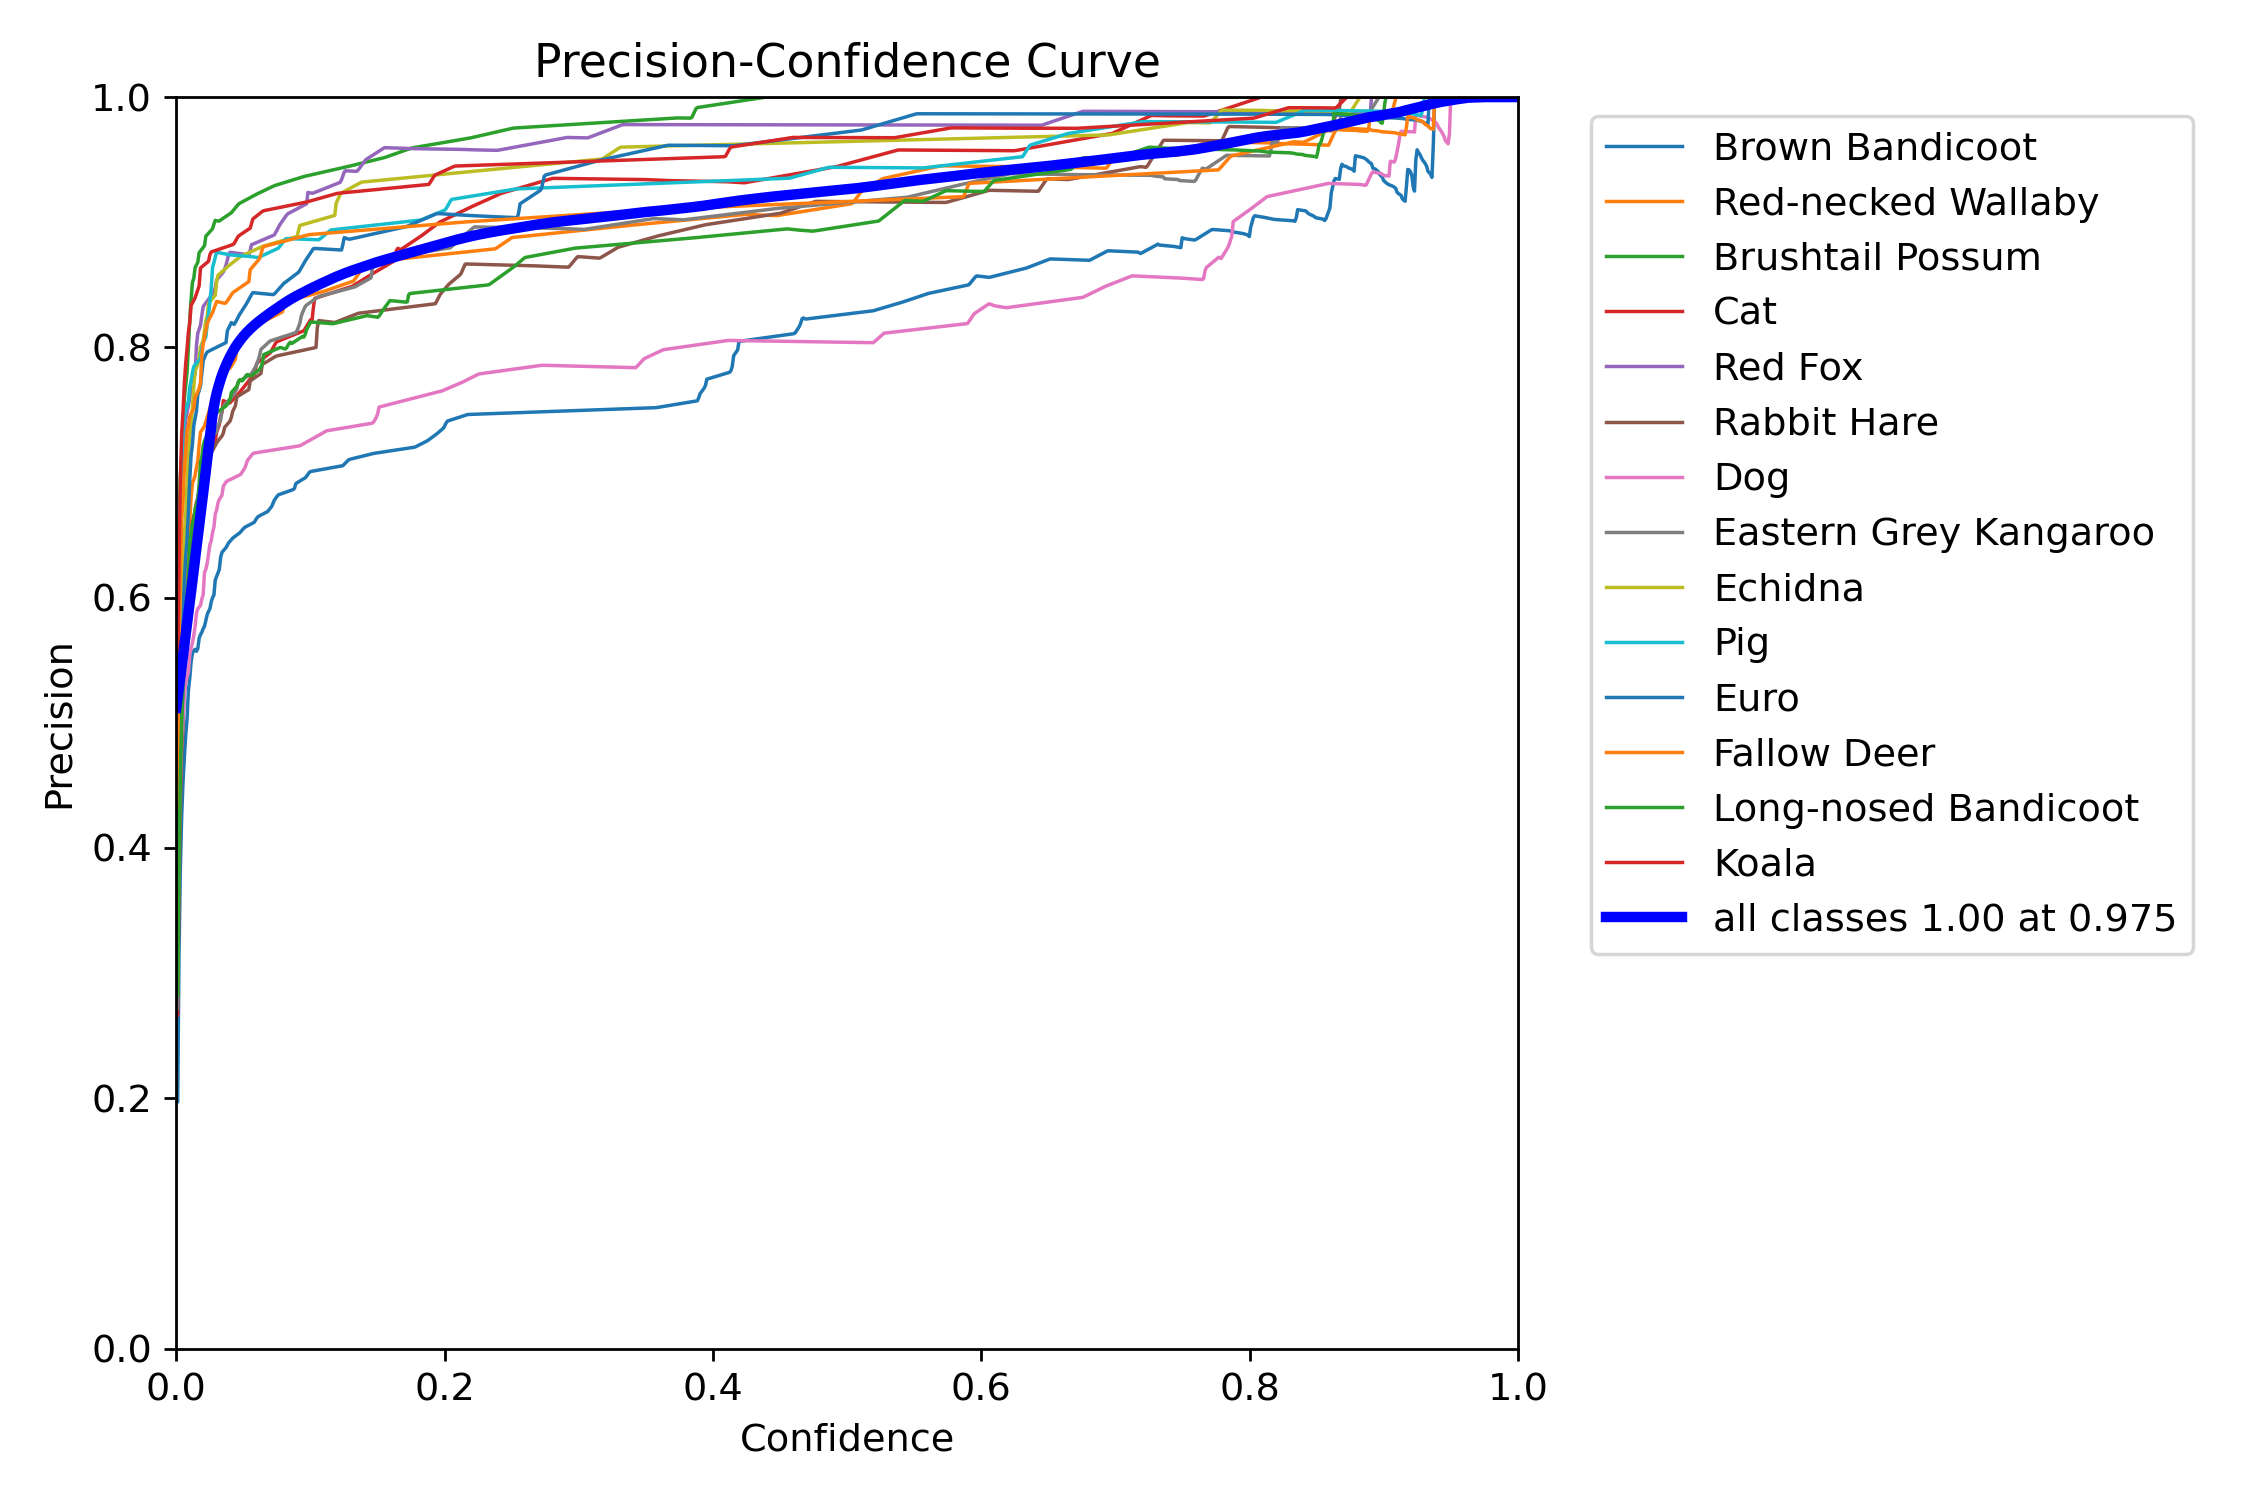 Precision-Confidence Curve
1.0
0.8
0.6
0.4
0.2
0.0
Precision
0.0 0.2 0.4 0.6 0.8 1.0
Confidence
Brown Bandicoot
Red-necked Wallaby
Brushtail Possum
Cat
Red Fox
Rabbit Hare
Dog
Eastern Grey Kangaroo
Echidna
Pig
Euro
Fallow Deer
Long-nosed Bandicoot
Koala
all classes 1.00 at 0.975